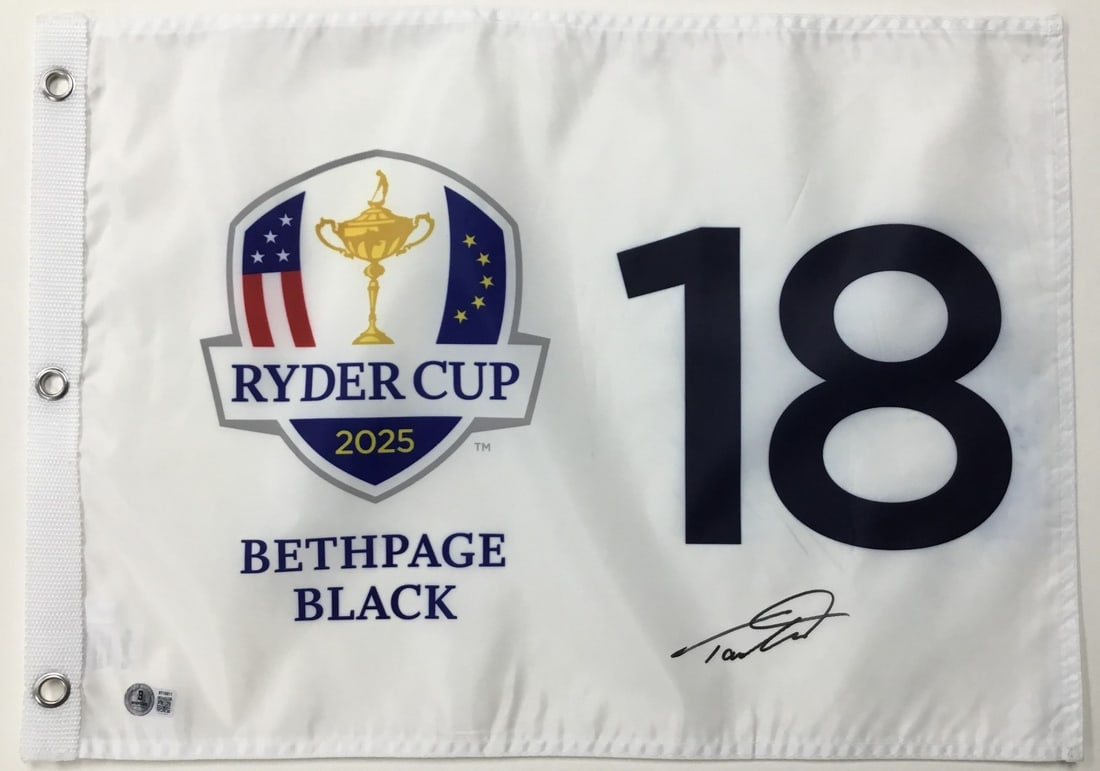 RYDER CUP
2025
TM
BETHPAGE
BLACK
18